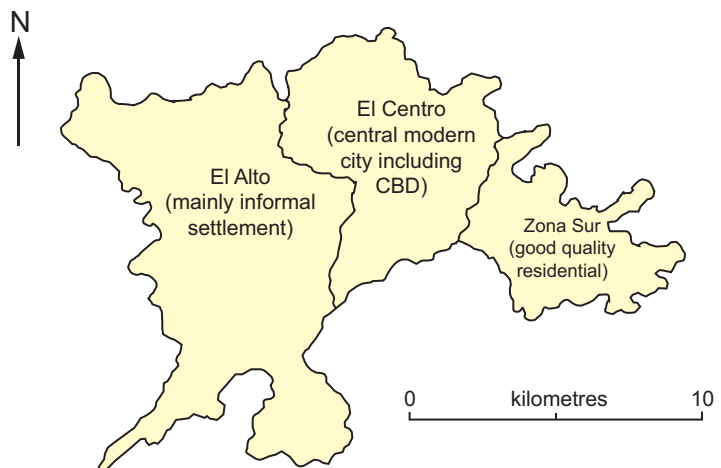 N
El Centro
(central modern
city including
CBD)
El Alto
(mainly informal
settlement)
Zona Sur
(good quality
residential)
0 kilometres 10